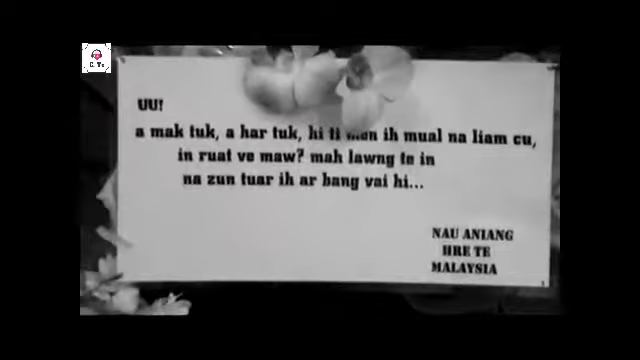 UU!
a mak tuk, a har tuk, hi ti men ih mual na liam cu,
in ruat ve maw? mah lawng te in
na zun tuar ih ar bang vai hi...
NAU ANIANG
HRE TE
MALAYSIA